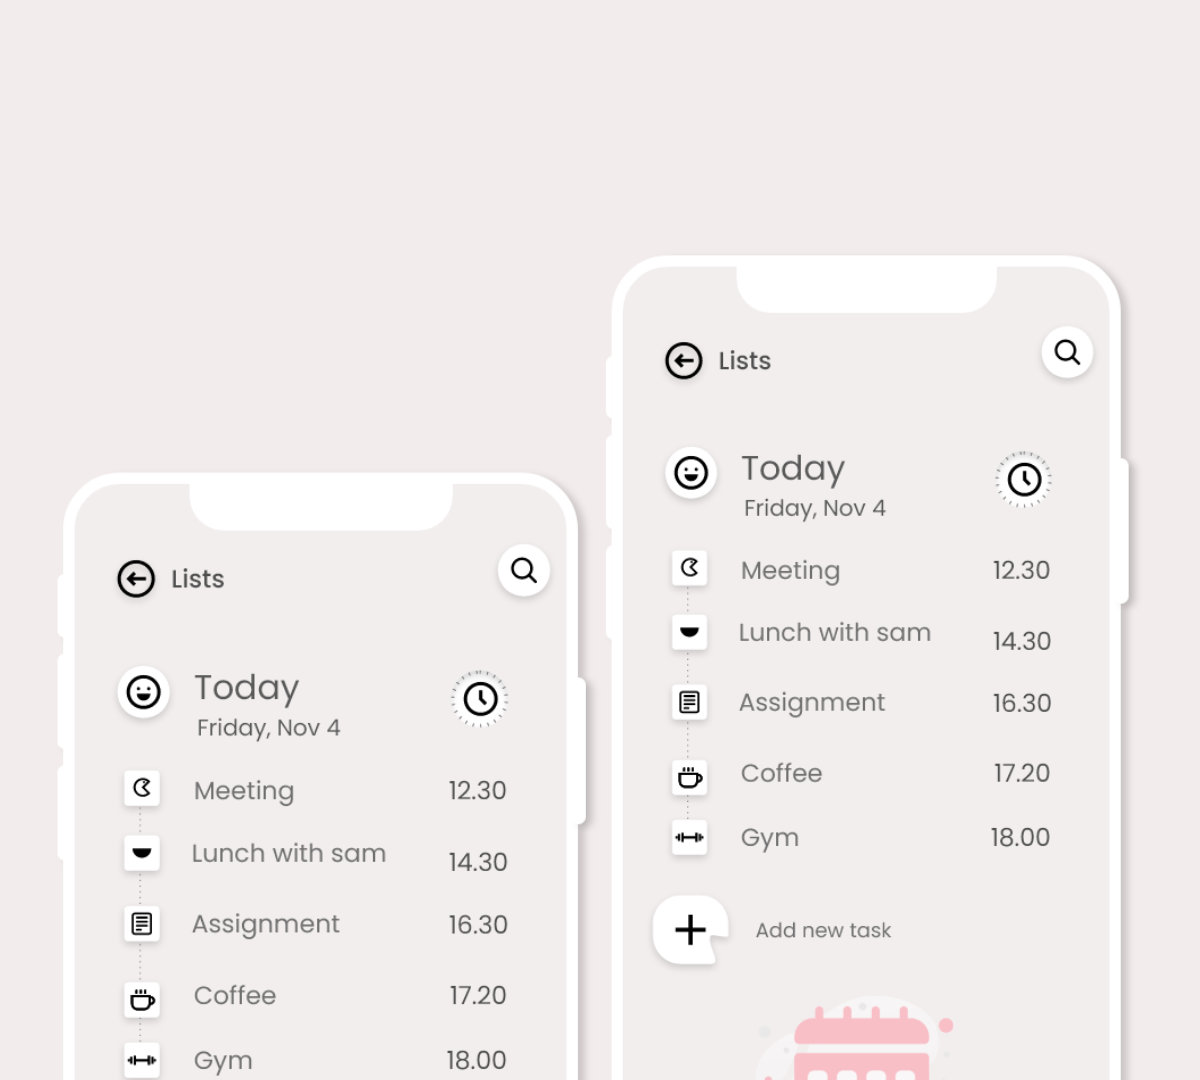 Lists
Today
Friday, Nov 4
Meeting 12.30
Lunch with sam 14.30
Assignment 16.30
Coffee 17.20
Gym 18.00
Lists
Today
Friday, Nov 4
Meeting 12.30
Lunch with sam 14.30
Assignment 16.30
Coffee 17.20
Gym 18.00
Add new task